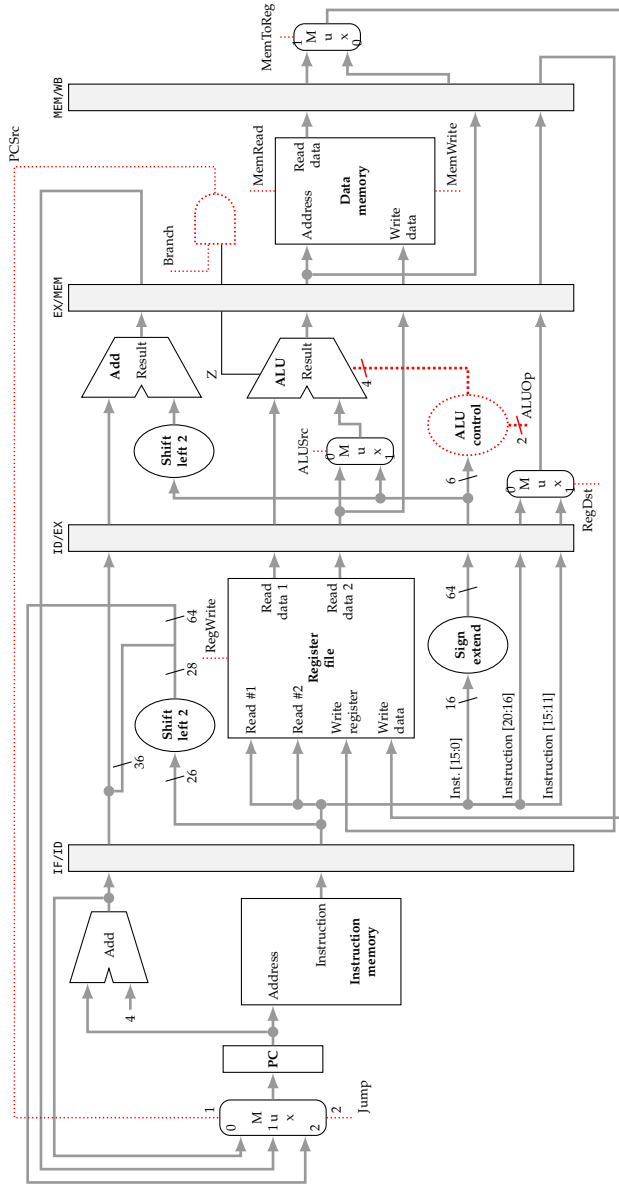 PCSrc
IF/ID
ID/EX
EX/MEM
MEM/WB
Jump
1
2
0
M
1 u
x
2
PC
4
Add
Address
Instruction
Instruction
memory
36
26
28
64
Shift
left 2
RegWrite
Read #1
Read #2
Write
register
Write
data
Register
file
Read
data 1
Read
data 2
Inst. [15:0]
16
Sign
extend
64
Instruction [20:16]
Instruction [15:11]
Shift
left 2
Add
Result
ALUSrc
0
M
u
x
1
ALU
Result
Z
4
6
ALU
control
2
ALUOp
0
M
u
x
1
RegDst
Branch
MemRead
Address
Read
data
Data
memory
Write
data
MemWrite
MemToReg
1
M
u
x
0